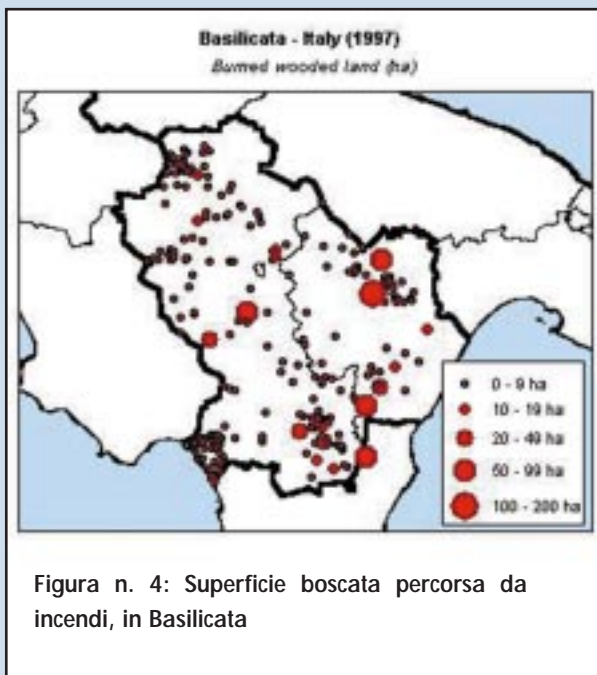 Basilicata - Italy (1997)
Burned wooded land (ha)
0 - 9 ha
10 - 19 ha
20 - 49 ha
50 - 99 ha
100 - 200 ha
Figura n. 4: Superficie boscata percorsa da
incendi, in Basilicata